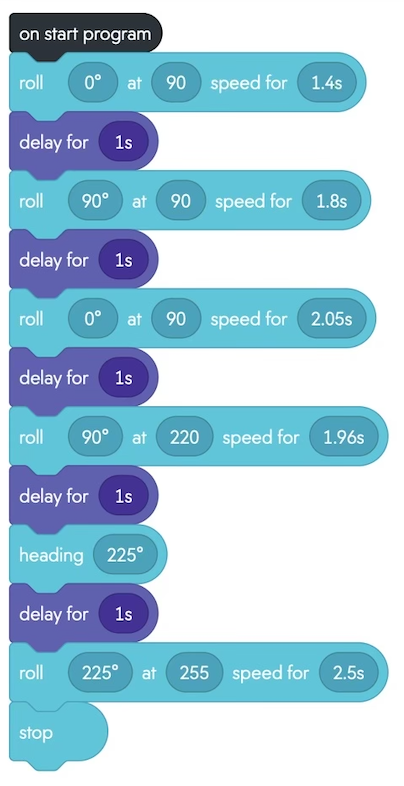 on start program
roll 0° at 90 speed for 1.4s
delay for 1s
roll 90° at 90 speed for 1.8s
delay for 1s
roll 0° at 90 speed for 2.05s
delay for 1s
roll 90° at 220 speed for 1.96s
delay for 1s
heading 225°
delay for 1s
roll 225° at 255 speed for 2.5s
stop